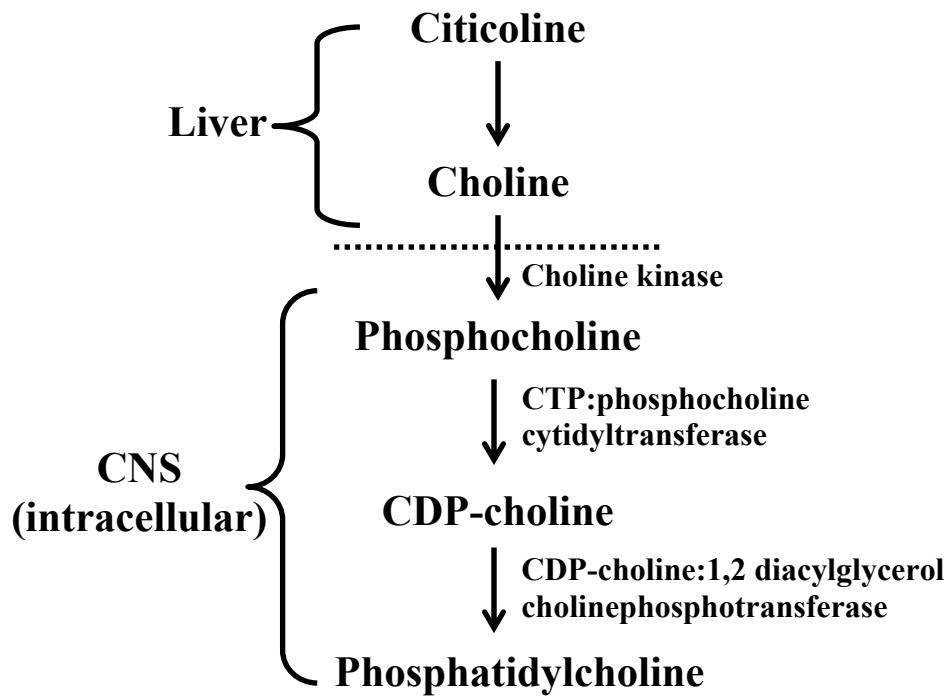 Citicoline
Liver
Choline
Choline kinase
Phosphocholine
CTP:phosphocholine
cytidyltransferase
CNS
(intracellular)
CDP-choline
CDP-choline:1,2 diacylglycerol
cholinephosphotransferase
Phosphatidylcholine